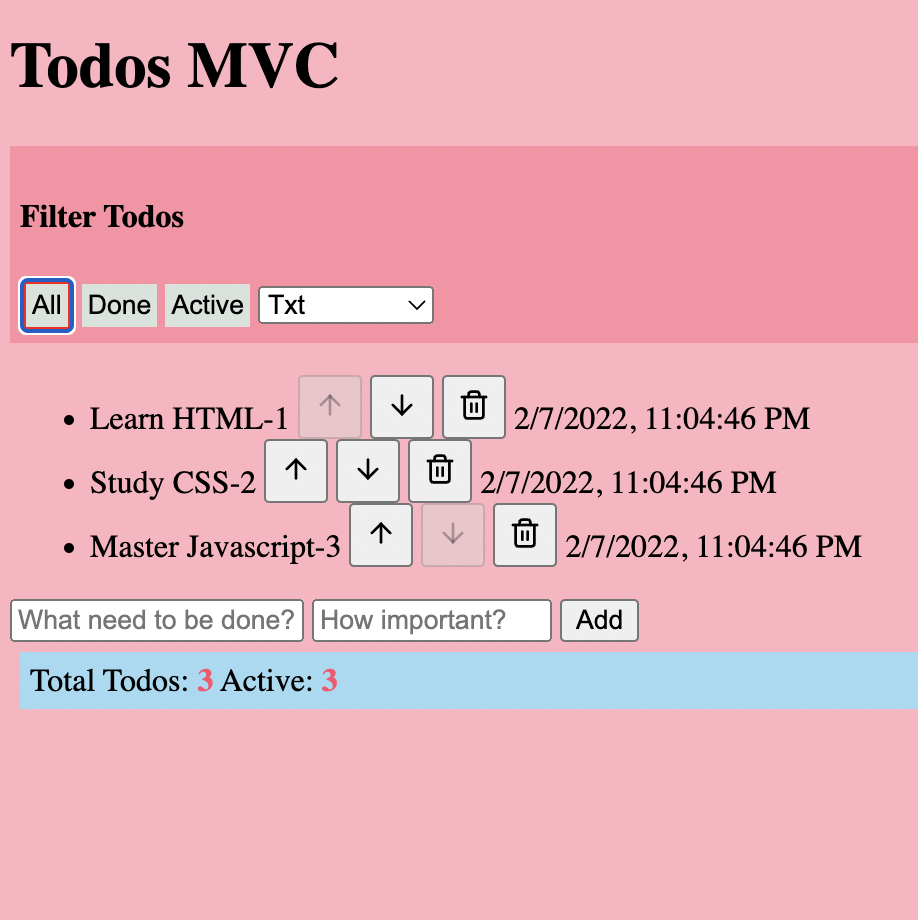 Todos MVC
Filter Todos
All Done Active Txt
Learn HTML-1 2/7/2022, 11:04:46 PM
Study CSS-2 2/7/2022, 11:04:46 PM
Master Javascript-3 2/7/2022, 11:04:46 PM
What need to be done? How important? Add
Total Todos: 3 Active: 3